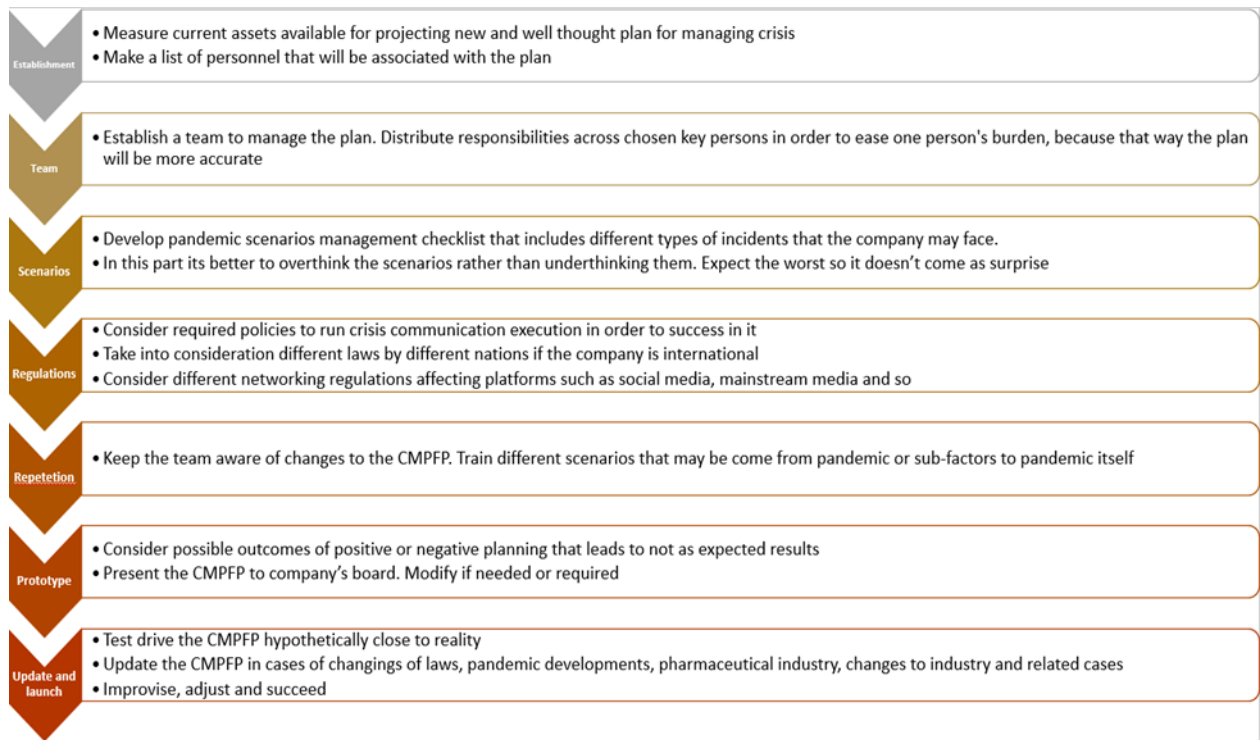 Establishment
• Measure current assets available for projecting new and well thought plan for managing crisis
• Make a list of personnel that will be associated with the plan
Team
• Establish a team to manage the plan. Distribute responsibilities across chosen key persons in order to ease one person's burden, because that way the plan
will be more accurate
Scenarios
• Develop pandemic scenarios management checklist that includes different types of incidents that the company may face.
• In this part its better to overthink the scenarios rather than underthinking them. Expect the worst so it doesn't come as surprise
Regulations
• Consider required policies to run crisis communication execution in order to success in it
• Take into consideration different laws by different nations if the company is international
• Consider different networking regulations affecting platforms such as social media, mainstream media and so
Repetetion
• Keep the team aware of changes to the CMPFP. Train different scenarios that may be come from pandemic or sub-factors to pandemic itself
Prototype
• Consider possible outcomes of positive or negative planning that leads to not as expected results
• Present the CMPFP to company's board. Modify if needed or required
Update and
launch
• Test drive the CMPFP hypothetically close to reality
• Update the CMPFP in cases of changings of laws, pandemic developments, pharmaceutical industry, changes to industry and related cases
• Improvise, adjust and succeed